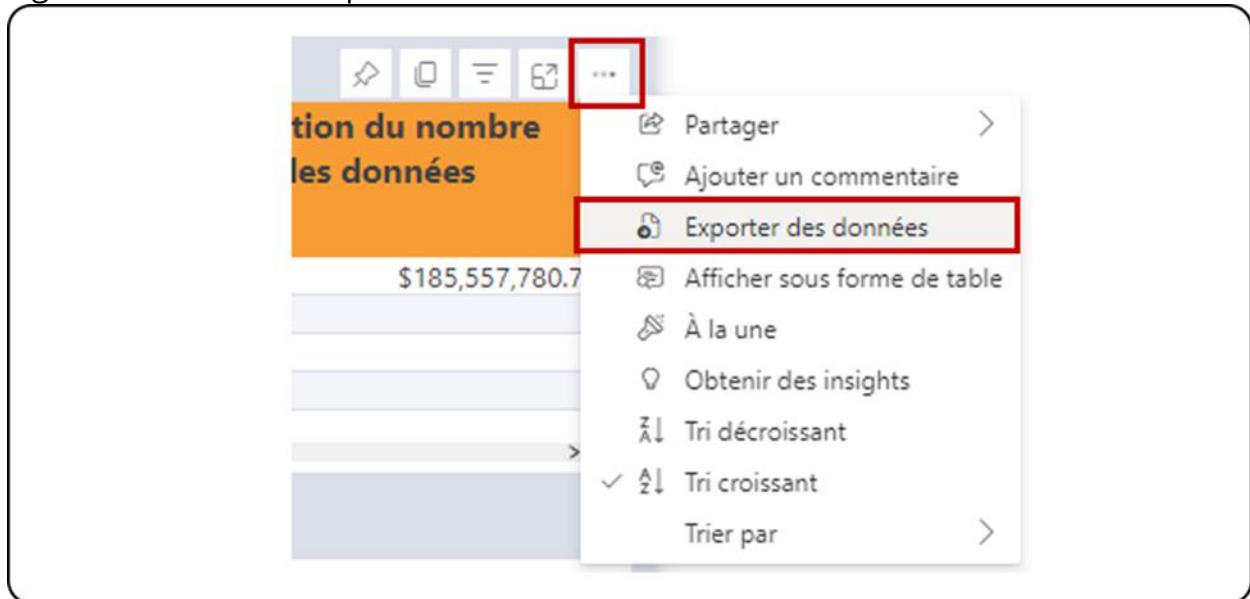 ...
tion du nombre
les données
$185,557,780.7
>
Partager
Ajouter un commentaire
Exporter des données
Afficher sous forme de table
À la une
Obtenir des insights
Tri décroissant
Tri croissant
Trier par